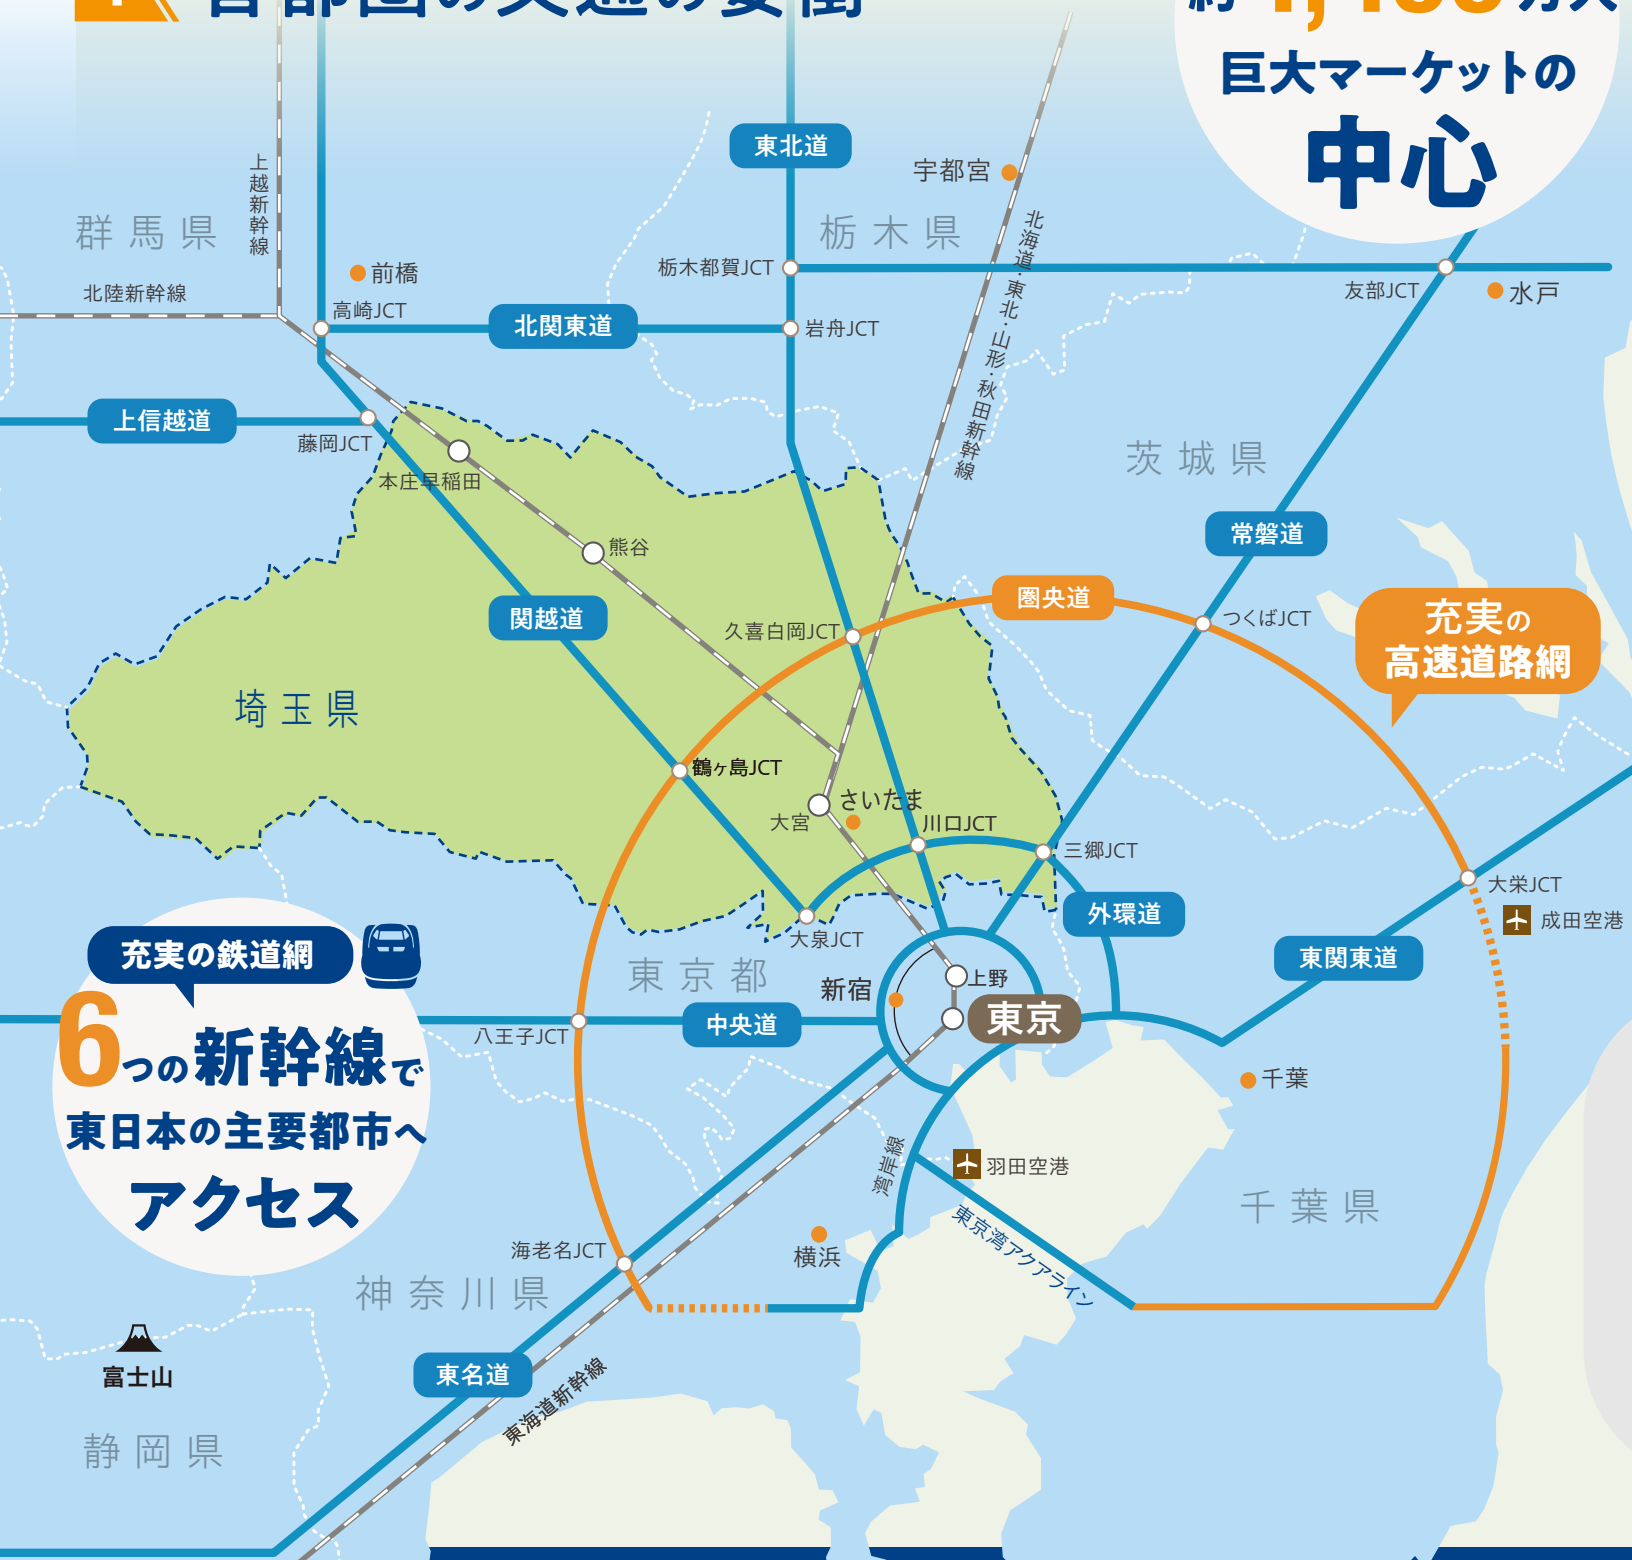 首都圏の交通の要衝
約
万人
巨大マーケットの
中心
東北道
宇都宮
上越新幹線
群馬県
栃木県
北海道・東北・山形・秋田新幹線
前橋
栃木都賀JCT
友部JCT
水戸
北陸新幹線
高崎JCT
北関東道
岩舟JCT
上信越道
藤岡JCT
本庄早稲田
茨城県
常磐道
熊谷
関越道
圏央道
久喜白岡JCT
つくばJCT
充実の
高速道路網
埼玉県
鶴ヶ島JCT
さいたま
大宮
川口JCT
三郷JCT
大栄JCT
外環道
成田空港
大泉JCT
充実の鉄道網
東京都
東関東道
新宿
上野
6つの新幹線で
中央道
東京
八王子JCT
千葉
東日本の主要都市へ
アクセス
湾岸線
羽田空港
千葉県
東京湾アクアライン
横浜
海老名JCT
神奈川県
富士山
東名道
東海道新幹線
静岡県